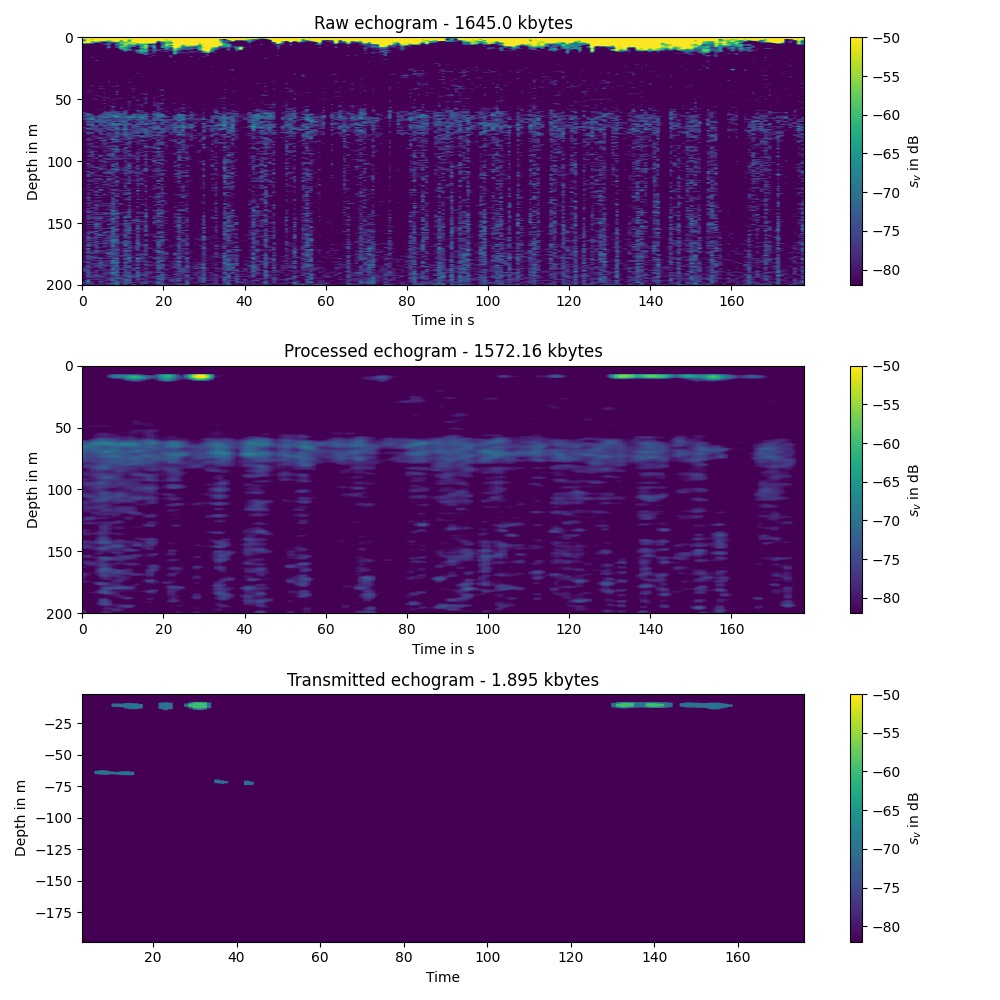 Raw echogram - 1645.0 kbytes
0
50
100
150
200
Depth in m
0 20 40 60 80 100 120 140 160
Time in s
−50
−55
−60
−65
−70
−75
−80
sv in dB
Processed echogram - 1572.16 kbytes
0
50
100
150
200
Depth in m
0 20 40 60 80 100 120 140 160
Time in s
−50
−55
−60
−65
−70
−75
−80
sv in dB
Transmitted echogram - 1.895 kbytes
−25
−50
−75
−100
−125
−150
−175
Depth in m
20 40 60 80 100 120 140 160
Time
−50
−55
−60
−65
−70
−75
−80
sv in dB